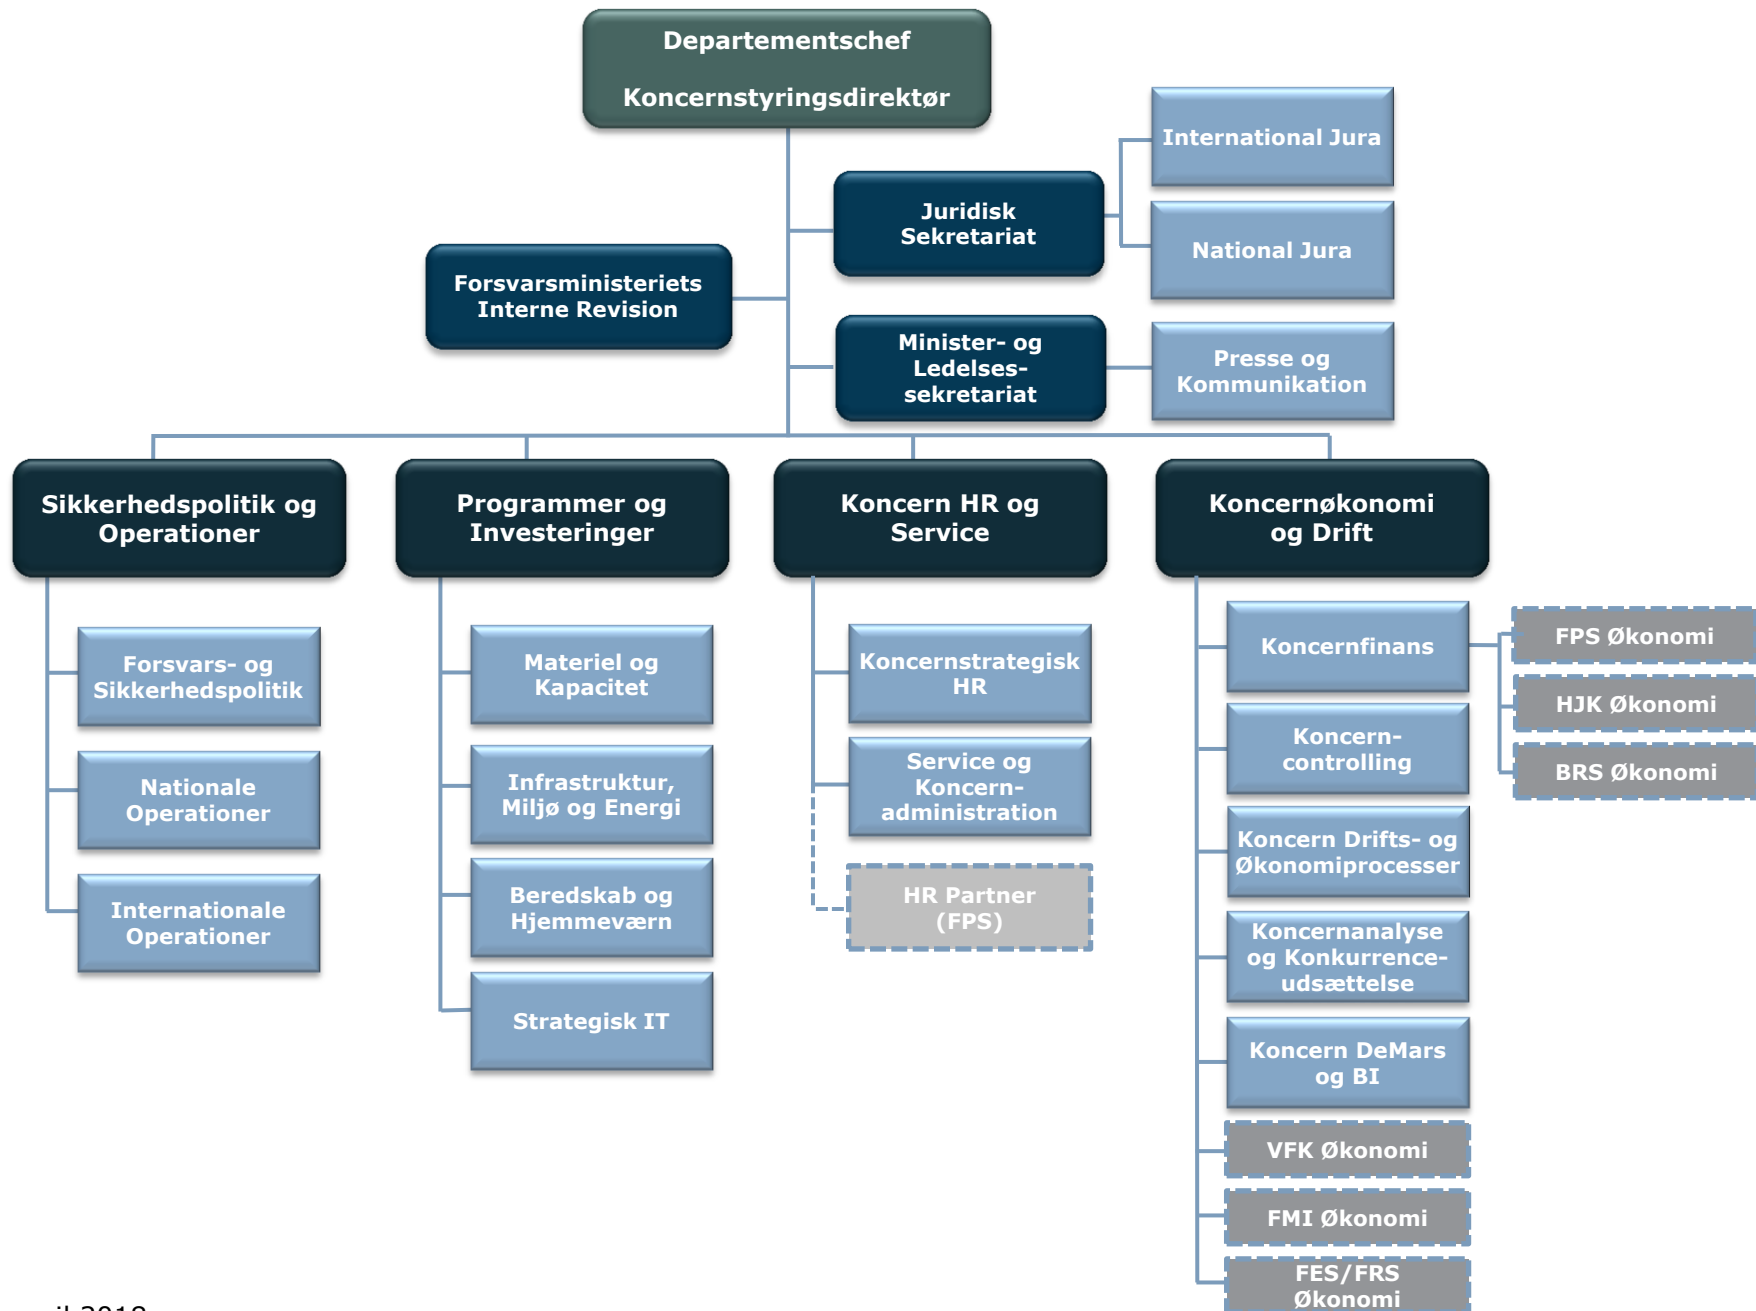 Departementschef
Koncernstyringsdirektør
International Jura
Juridisk
Sekretariat
National Jura
Forsvarsministeriets
Interne Revision
Minister- og
Ledelses-
sekretariat
Presse og
Kommunikation
Sikkerhedspolitik og
Operationer
Programmer og
Investeringer
Koncern HR og
Service
Koncernøkonomi
og Drift
Forsvars- og
Sikkerhedspolitik
Nationale
Operationer
Internationale
Operationer
Materiel og
Kapacitet
Infrastruktur,
Miljø og Energi
Beredskab og
Hjemmeværn
Strategisk IT
Koncernstrategisk
HR
Service og
Koncern-
administration
HR Partner
(FPS)
Koncernfinans
FPS Økonomi
HJK Økonomi
BRS Økonomi
Koncern-
controlling
Koncern Drifts- og
Økonomiprocesser
Koncernanalyse
og Konkurrence-
udsættelse
Koncern DeMars
og BI
VFK Økonomi
FMI Økonomi
FES/FRS
Økonomi
2018